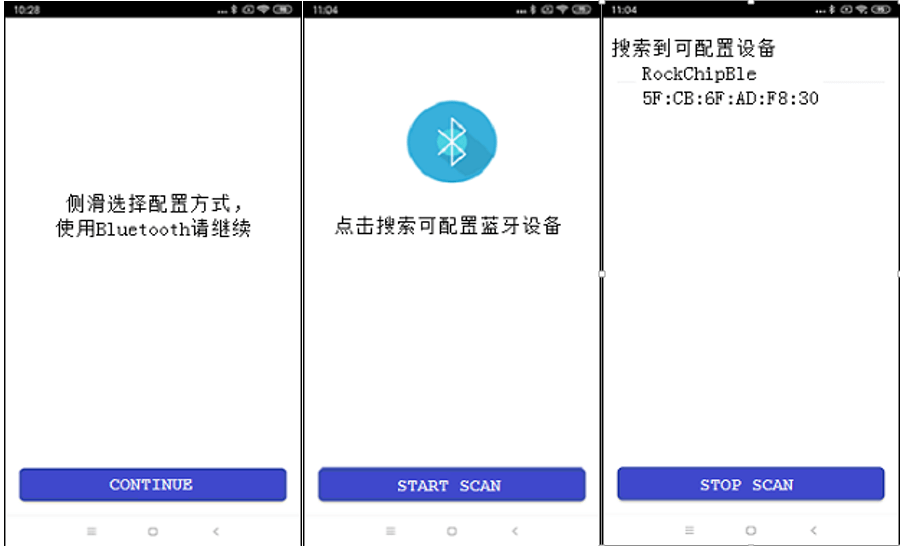 10:28
侧滑选择配置方式，
使用Bluetooth请继续
CONTINUE
11:04
点击搜索可配置蓝牙设备
START SCAN
11:04
搜索到可配置设备
RockChipBle
5F:CB:6F:AD:F8:30
STOP SCAN